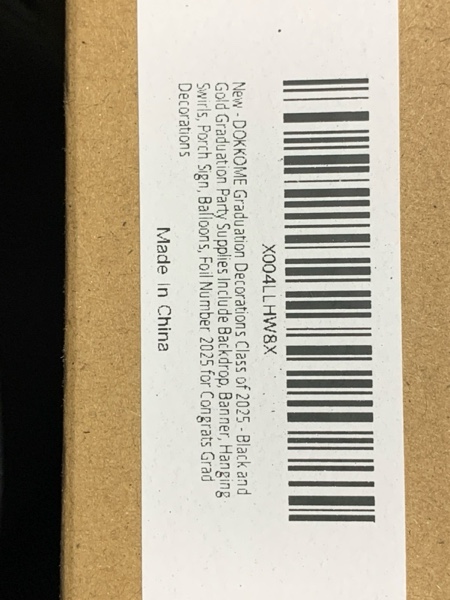 X004LLHW8X
New - DOKKOME Graduation Decorations Class of 2025 - Black and
Gold Graduation Party Supplies Include Backdrop, Banner, Hanging
Swirls, Porch Sign, Balloons, Foil Number 2025 for Congrats Grad
Decorations
Made in China